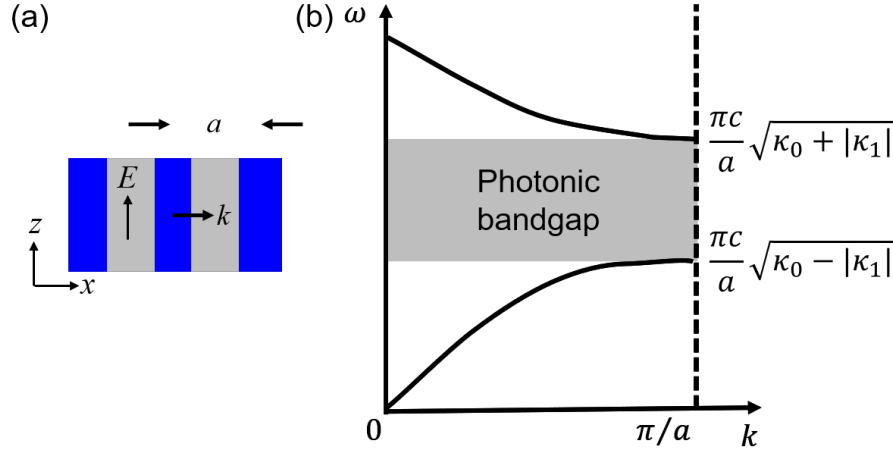 (a)
a
E
k
z
x
(b)
ω
πc/a √κ₀ + |κ₁|
Photonic
bandgap
πc/a √κ₀ − |κ₁|
0
π/a
k